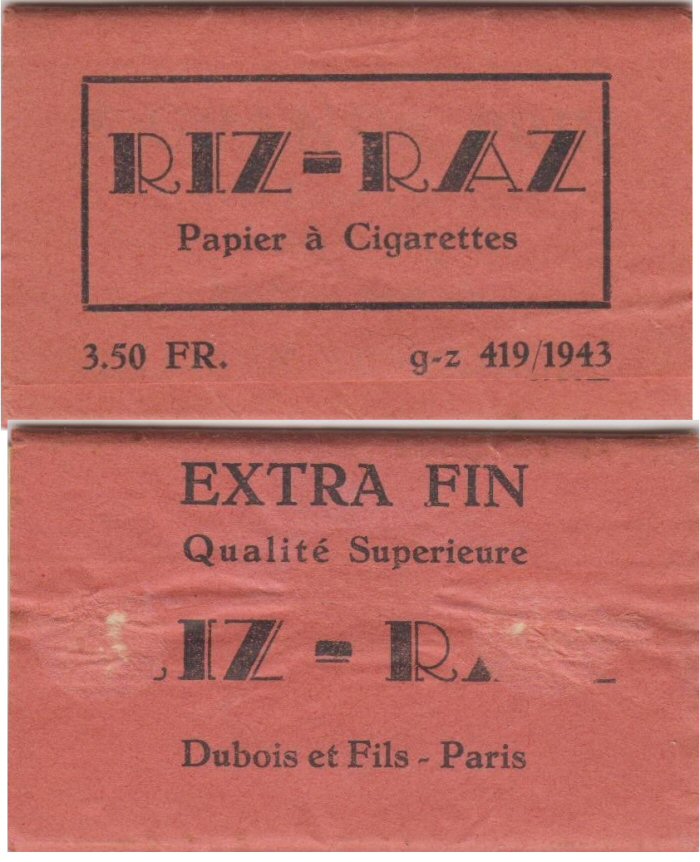 RIZ=RAZ
Papier à Cigarettes
3.50 FR.
g-z 419/1943
EXTRA FIN
Qualité Superieure
Dubois et Fils - Paris